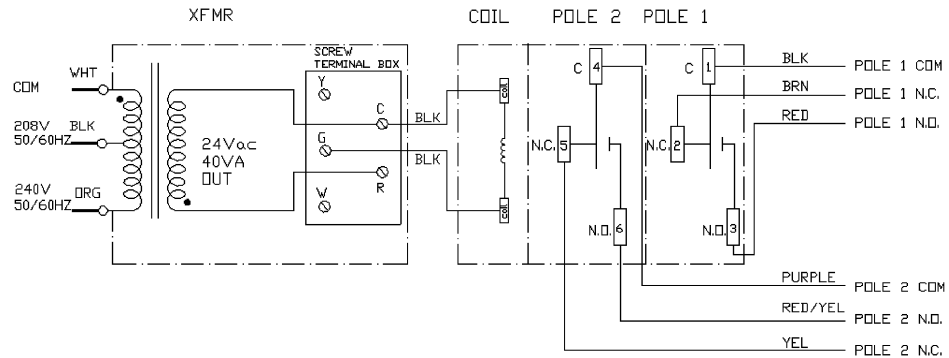 XFMR
COIL
POLE 2
POLE 1
COM
WHT
208V
50/60HZ
BLK
240V
50/60HZ
ORG
24Vac
40VA
OUT
SCREW
TERMINAL BOX
Y
C
G
R
W
BLK
BLK
coil
coil
C
4
N.C.
5
N.O.
6
C
1
N.C.
2
N.O.
3
BLK
POLE 1 COM
BRN
POLE 1 N.C.
RED
POLE 1 N.O.
PURPLE
POLE 2 COM
RED/YEL
POLE 2 N.O.
YEL
POLE 2 N.C.